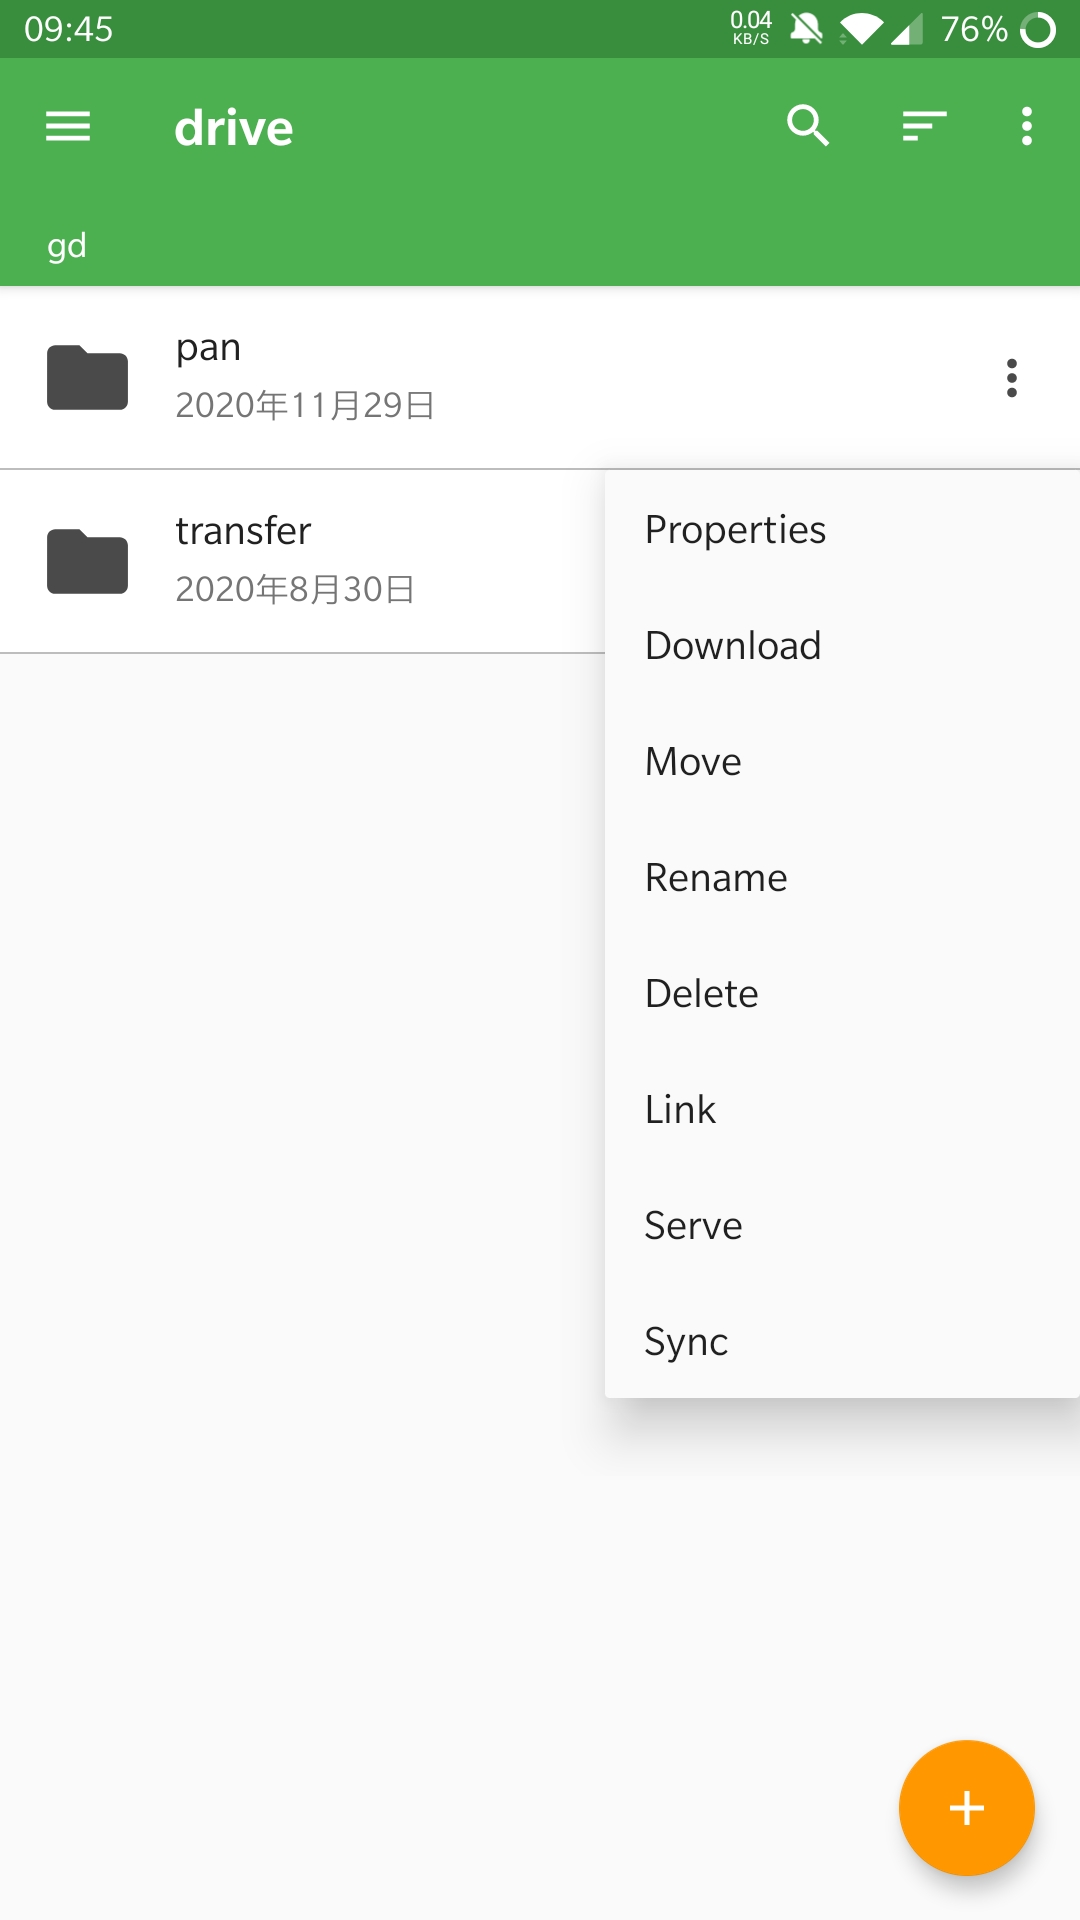 09:45 0.04 KB/S 76%
drive
gd
pan
2020年11月29日
transfer
2020年8月30日
Properties
Download
Move
Rename
Delete
Link
Serve
Sync